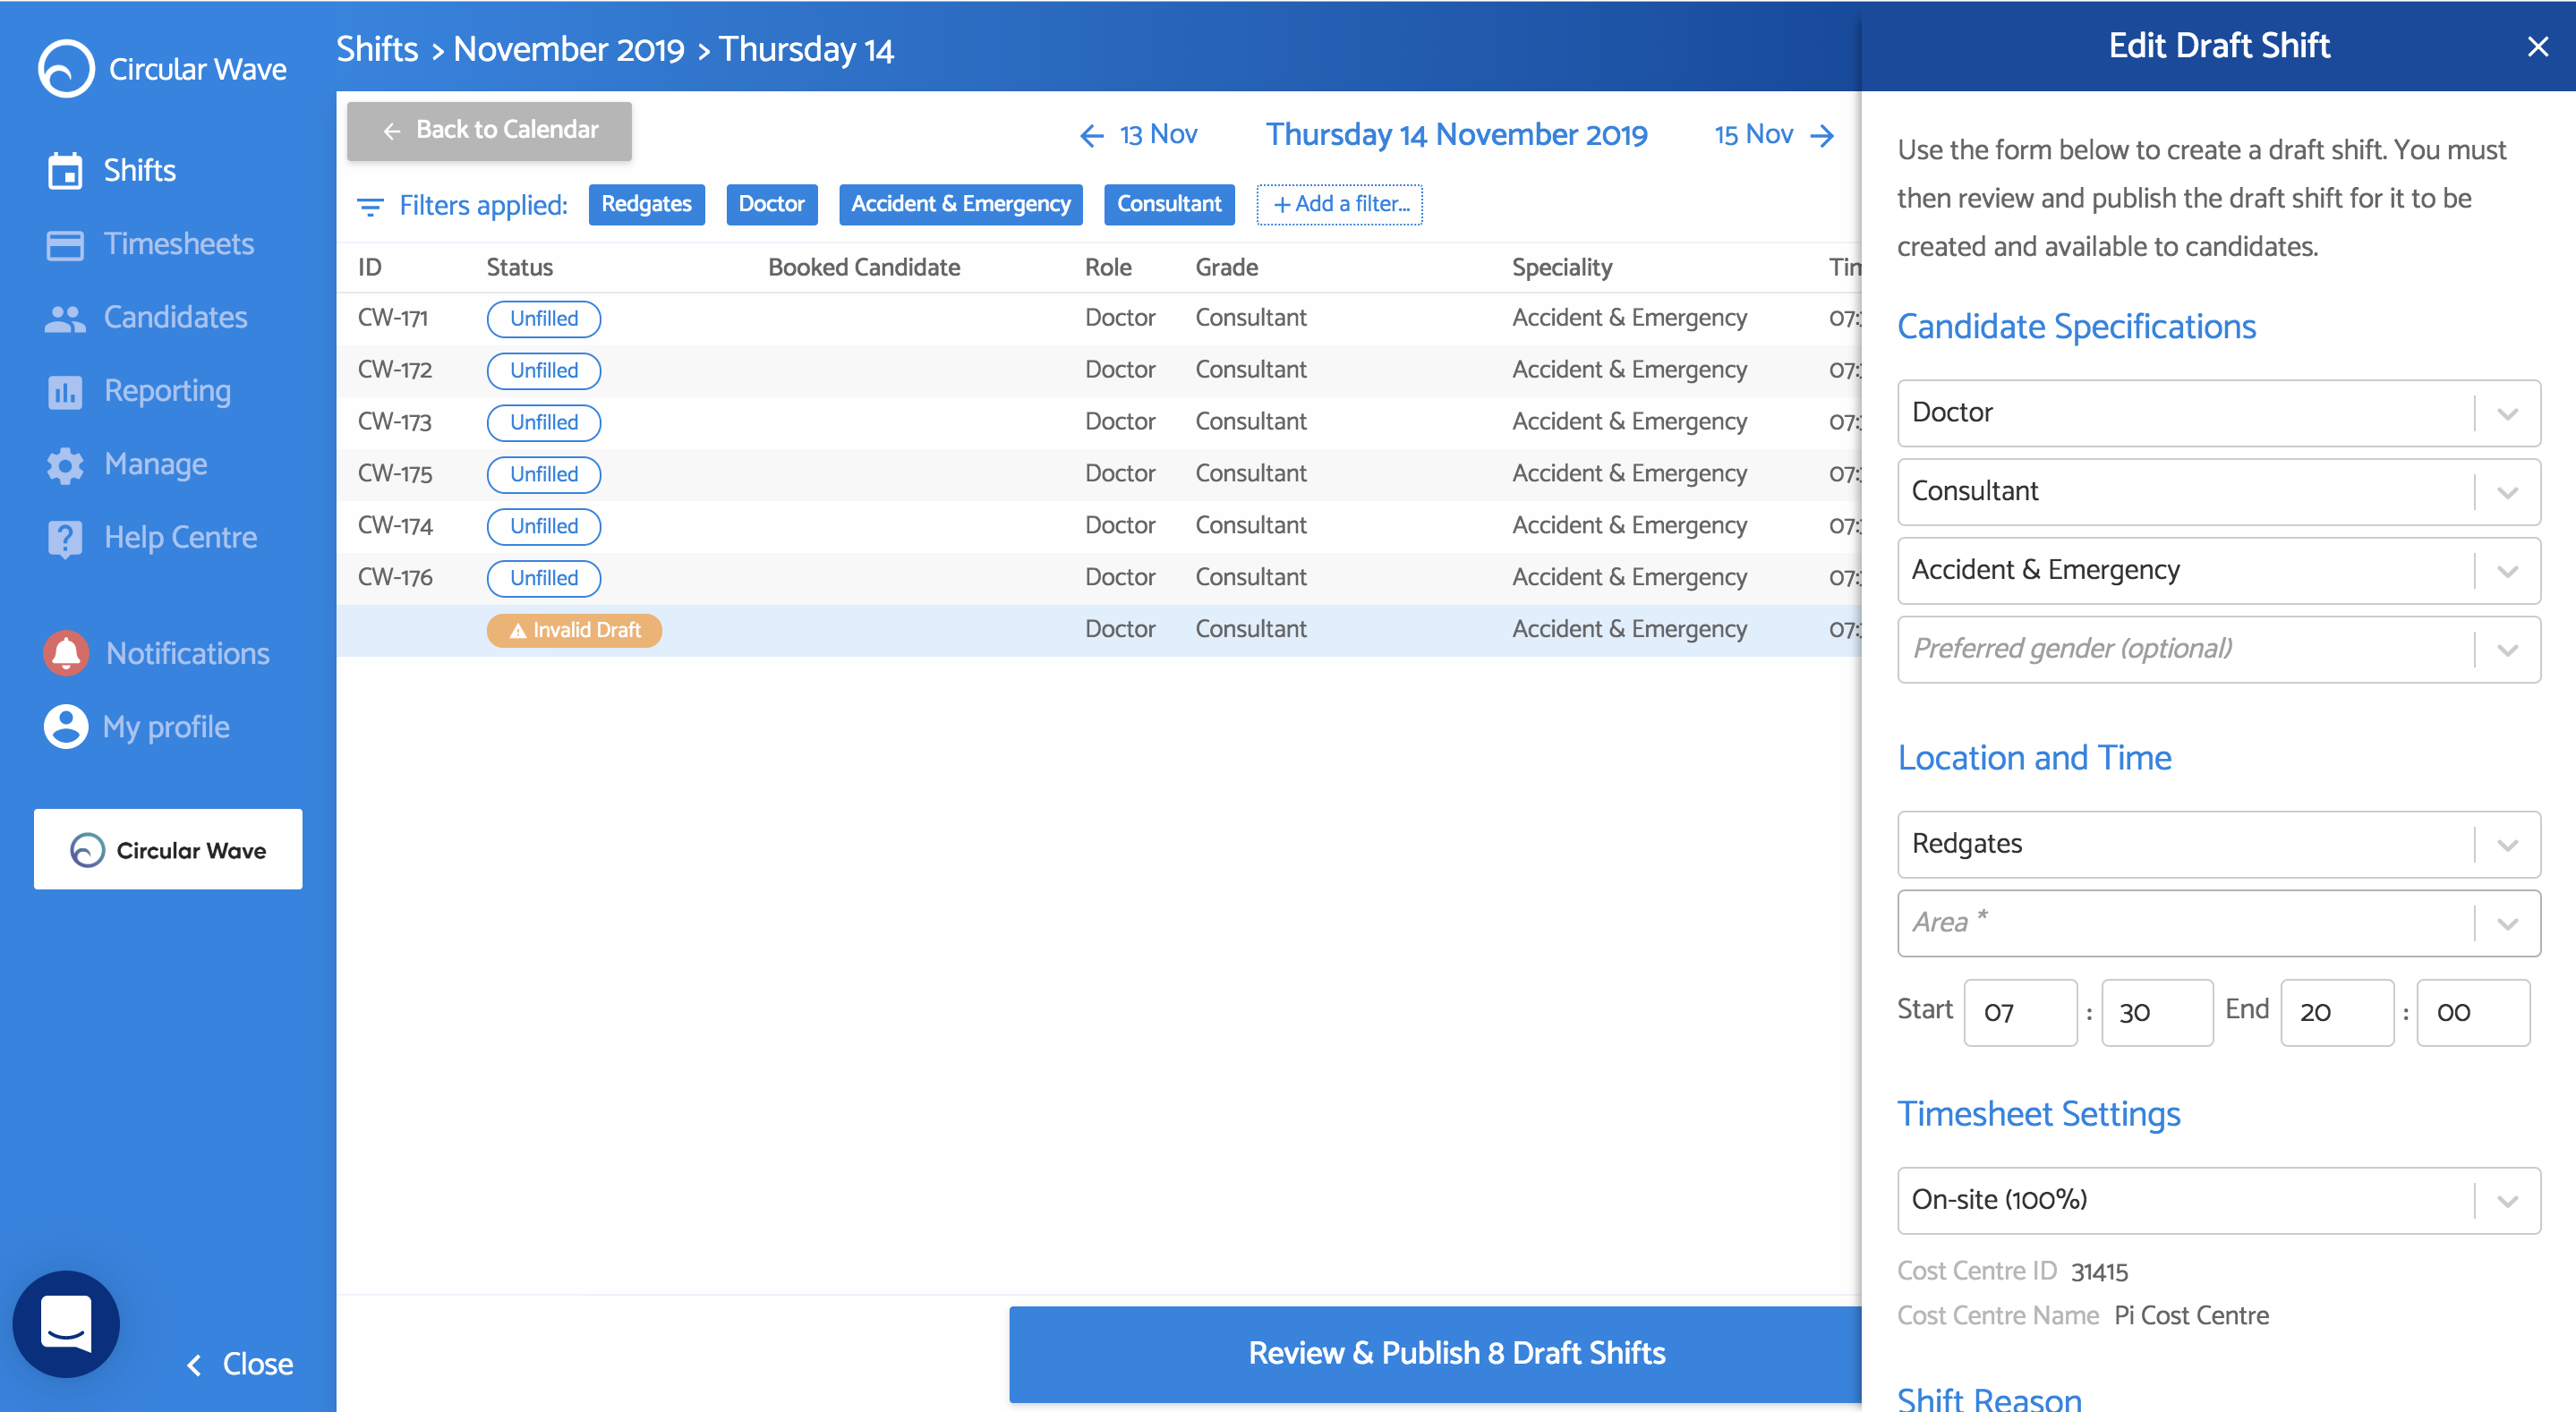 Circular Wave
Shifts
Timesheets
Candidates
Reporting
Manage
Help Centre
Notifications
My profile
Circular Wave
Close
Shifts > November 2019 > Thursday 14
Back to Calendar
13 Nov
Thursday 14 November 2019
15 Nov
Filters applied: Redgates Doctor Accident & Emergency Consultant + Add a filter...
ID Status Booked Candidate Role Grade Speciality
CW-171 Unfilled Doctor Consultant Accident & Emergency 07:
CW-172 Unfilled Doctor Consultant Accident & Emergency 07:
CW-173 Unfilled Doctor Consultant Accident & Emergency 07:
CW-175 Unfilled Doctor Consultant Accident & Emergency 07:
CW-174 Unfilled Doctor Consultant Accident & Emergency 07:
CW-176 Unfilled Doctor Consultant Accident & Emergency 07:
Invalid Draft Doctor Consultant Accident & Emergency 07:
Review & Publish 8 Draft Shifts
Edit Draft Shift
Use the form below to create a draft shift. You must
then review and publish the draft shift for it to be
created and available to candidates.
Candidate Specifications
Doctor
Consultant
Accident & Emergency
Preferred gender (optional)
Location and Time
Redgates
Area *
Start 07 : 30 End 20 : 00
Timesheet Settings
On-site (100%)
Cost Centre ID 31415
Cost Centre Name Pi Cost Centre
Shift Reason